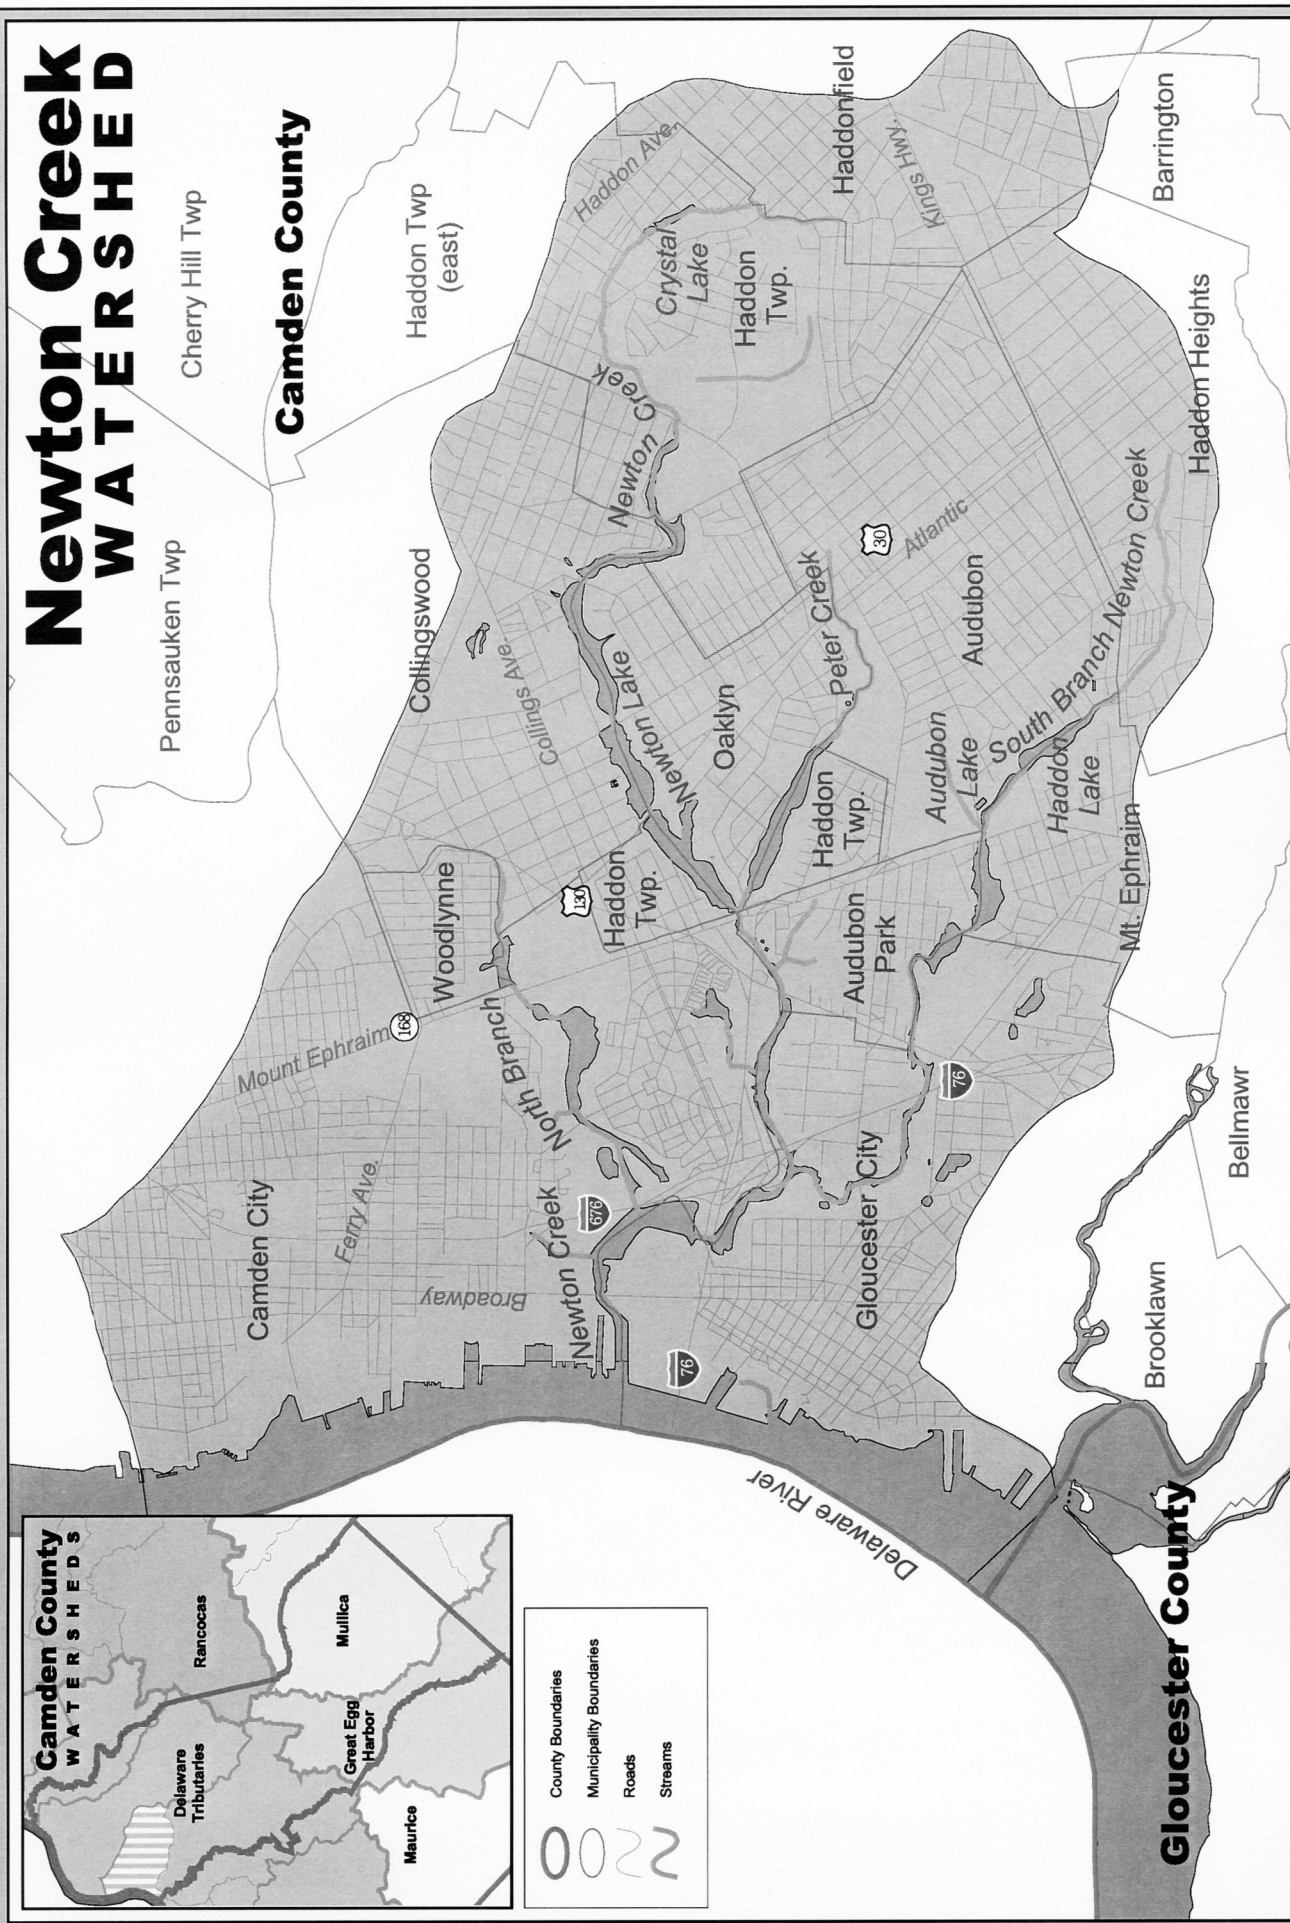 Newton Creek
WATERSHED
Camden County
WATERSHEDS
Rancocas
Delaware
Tributaries
Mullica
Great Egg
Harbor
Maurice
County Boundaries
Municipality Boundaries
Roads
Streams
Pennsauken Twp
Cherry Hill Twp
Camden County
Haddon Twp
(east)
Collingswood
Camden City
Mount Ephraim
168
Ferry Ave.
Broadway
Woodlynne
Collings Ave.
North Branch
Newton Creek
676
130
Haddon
Twp.
Newton Lake
Newton Creek
Haddon Ave.
Crystal
Lake
Haddon
Twp.
Haddonfield
Kings Hwy.
Oaklyn
Peter Creek
30
Atlantic
Haddon
Twp.
Audubon
Park
Audubon
Audubon
Lake
South Branch Newton Creek
Haddon
Lake
76
76
Gloucester City
Mt. Ephraim
Haddon Heights
Barrington
Bellmawr
Brooklawn
Delaware River
Gloucester County